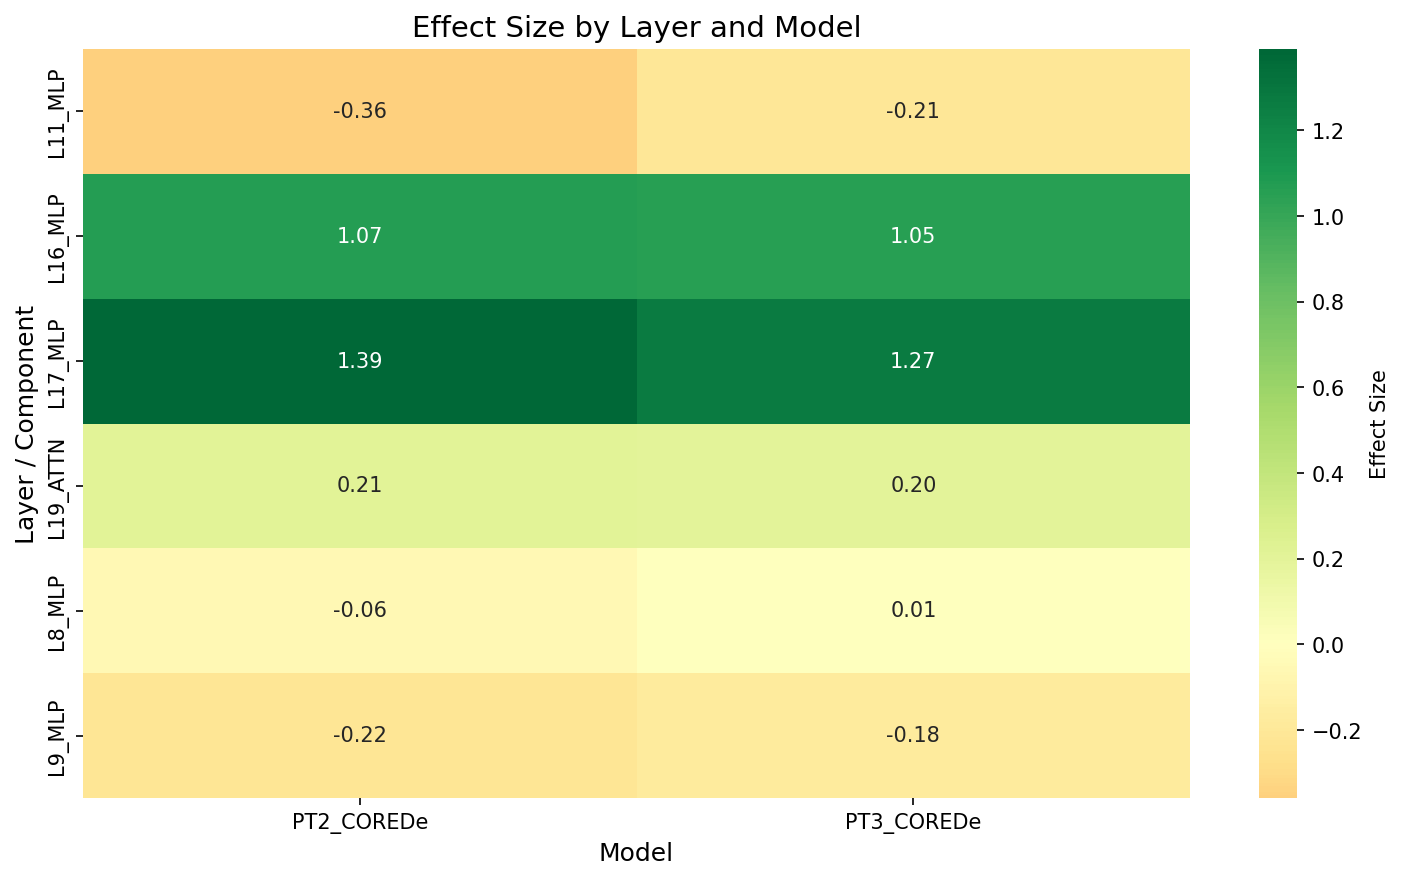 Effect Size by Layer and Model
Layer / Component
L11_MLP
-0.36
-0.21
L16_MLP
1.07
1.05
L17_MLP
1.39
1.27
L19_ATTN
0.21
0.20
L8_MLP
-0.06
0.01
L9_MLP
-0.22
-0.18
PT2_COREDe
PT3_COREDe
Model
1.2
1.0
0.8
0.6
0.4
0.2
0.0
−0.2
Effect Size